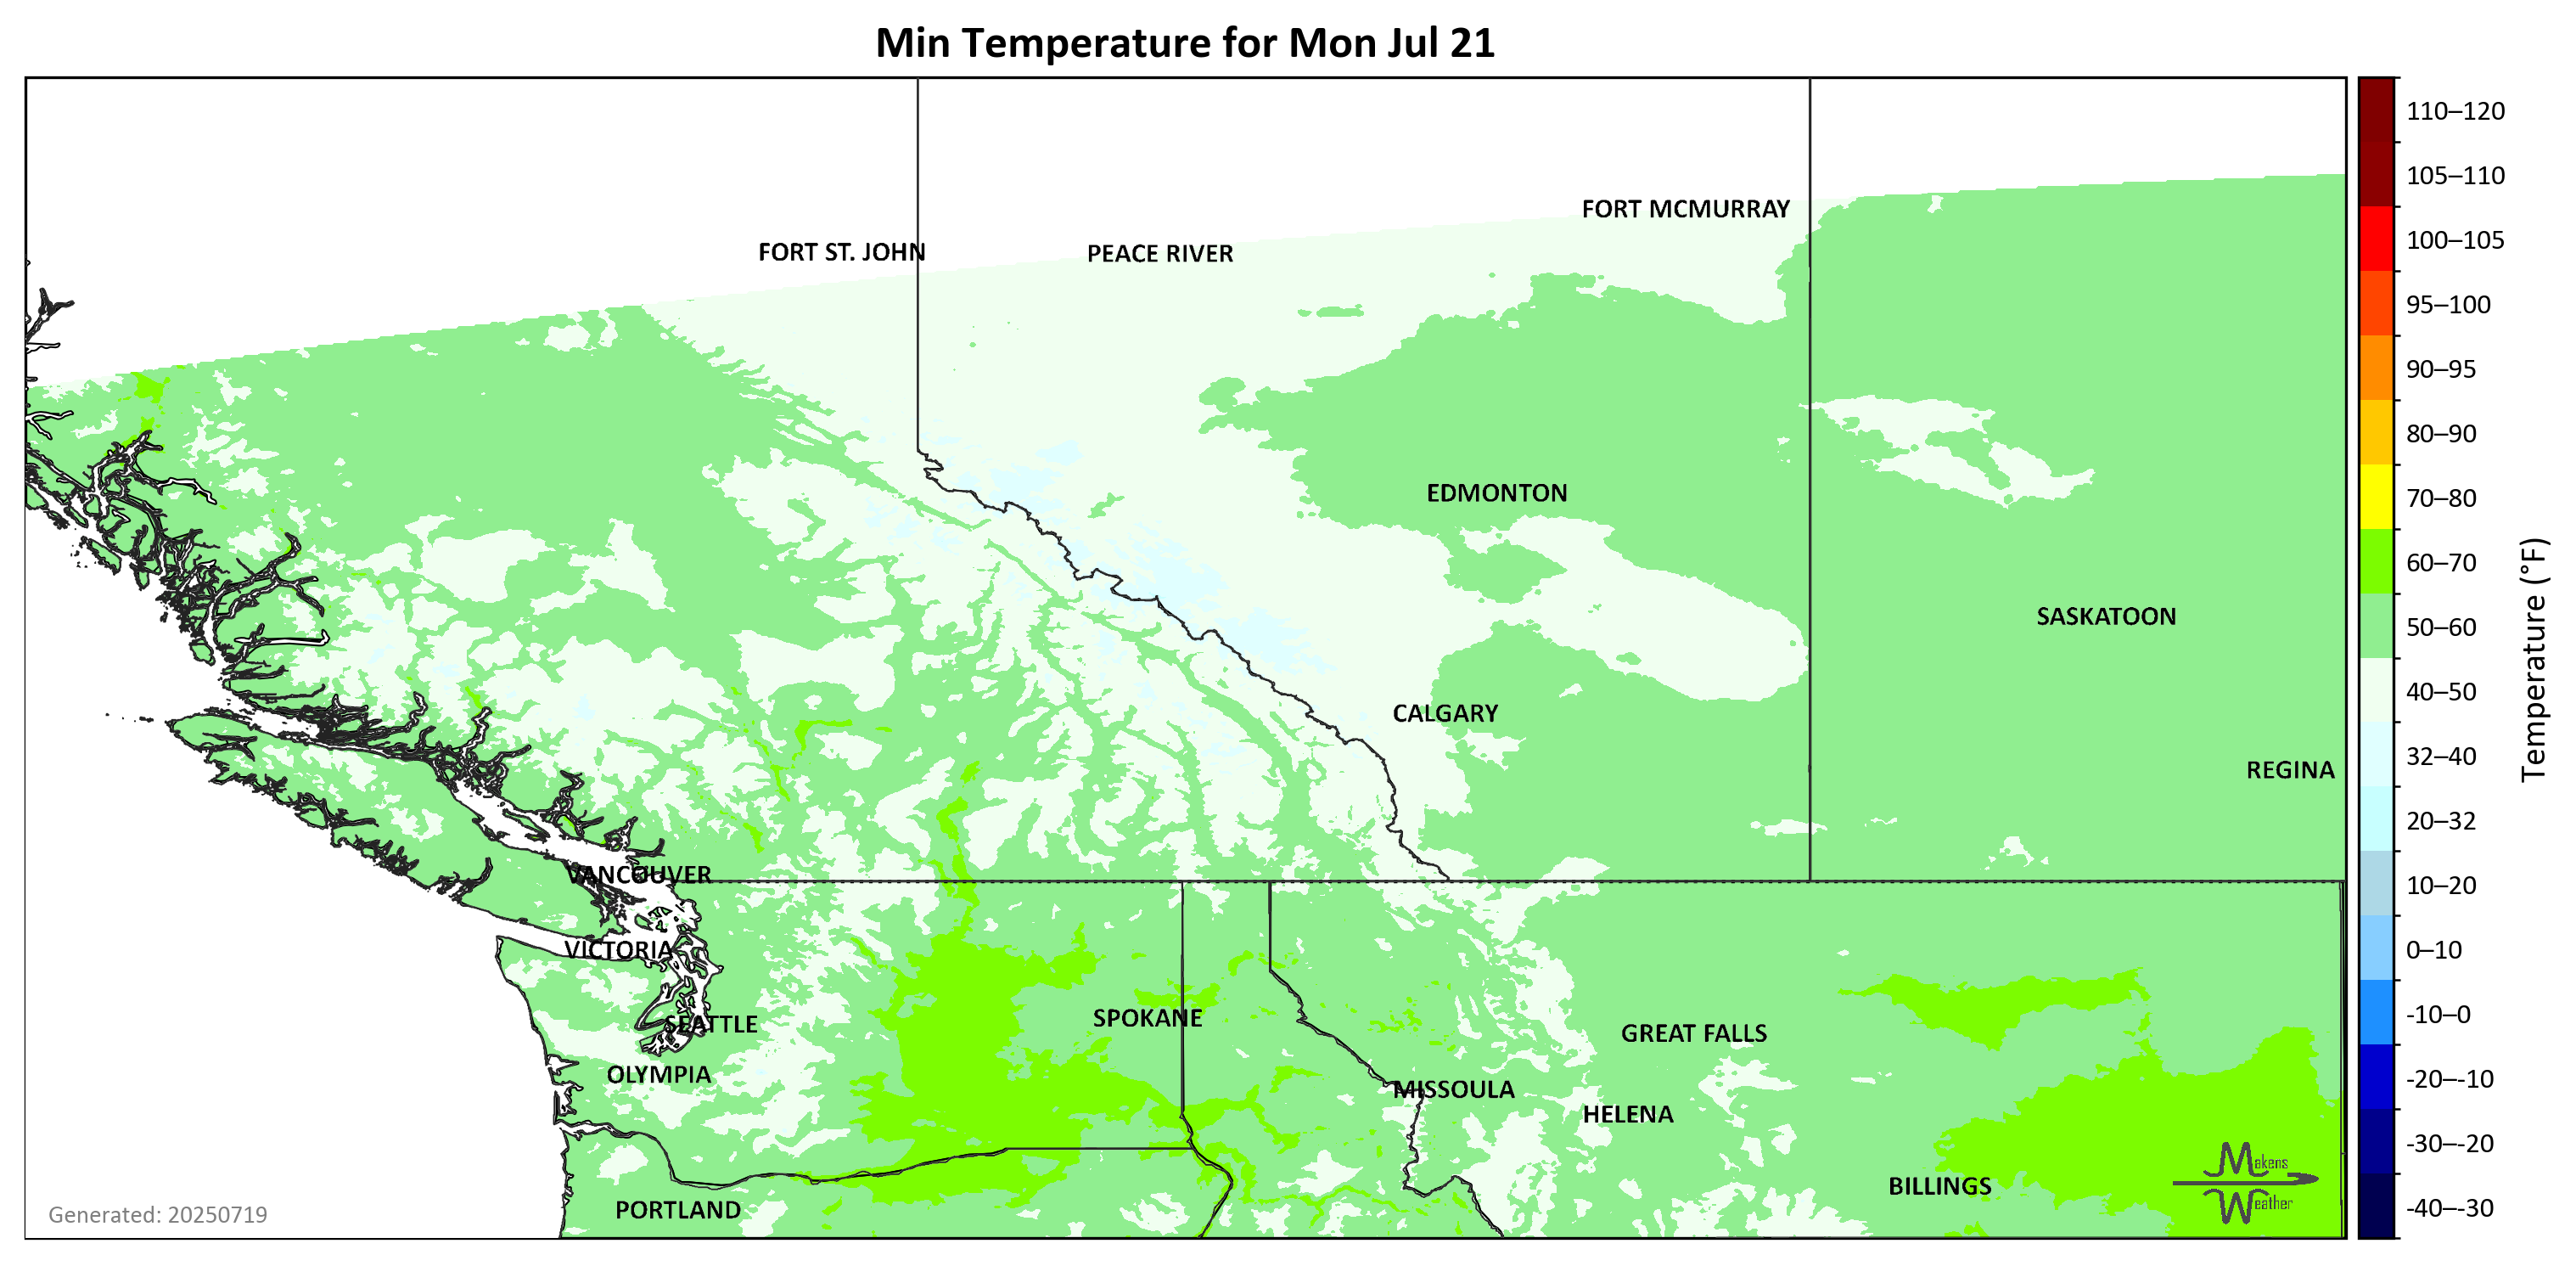 Min Temperature for Mon Jul 21
FORT MCMURRAY
FORT ST. JOHN
PEACE RIVER
EDMONTON
SASKATOON
CALGARY
REGINA
VANCOUVER
VICTORIA
SEATTLE
SPOKANE
GREAT FALLS
OLYMPIA
MISSOULA
HELENA
BILLINGS
PORTLAND
Makens
Weather
Generated: 20250719
110–120
105–110
100–105
95–100
90–95
80–90
70–80
60–70
50–60
40–50
32–40
20–32
10–20
0–10
-10–0
-20–-10
-30–-20
-40–-30
Temperature (°F)